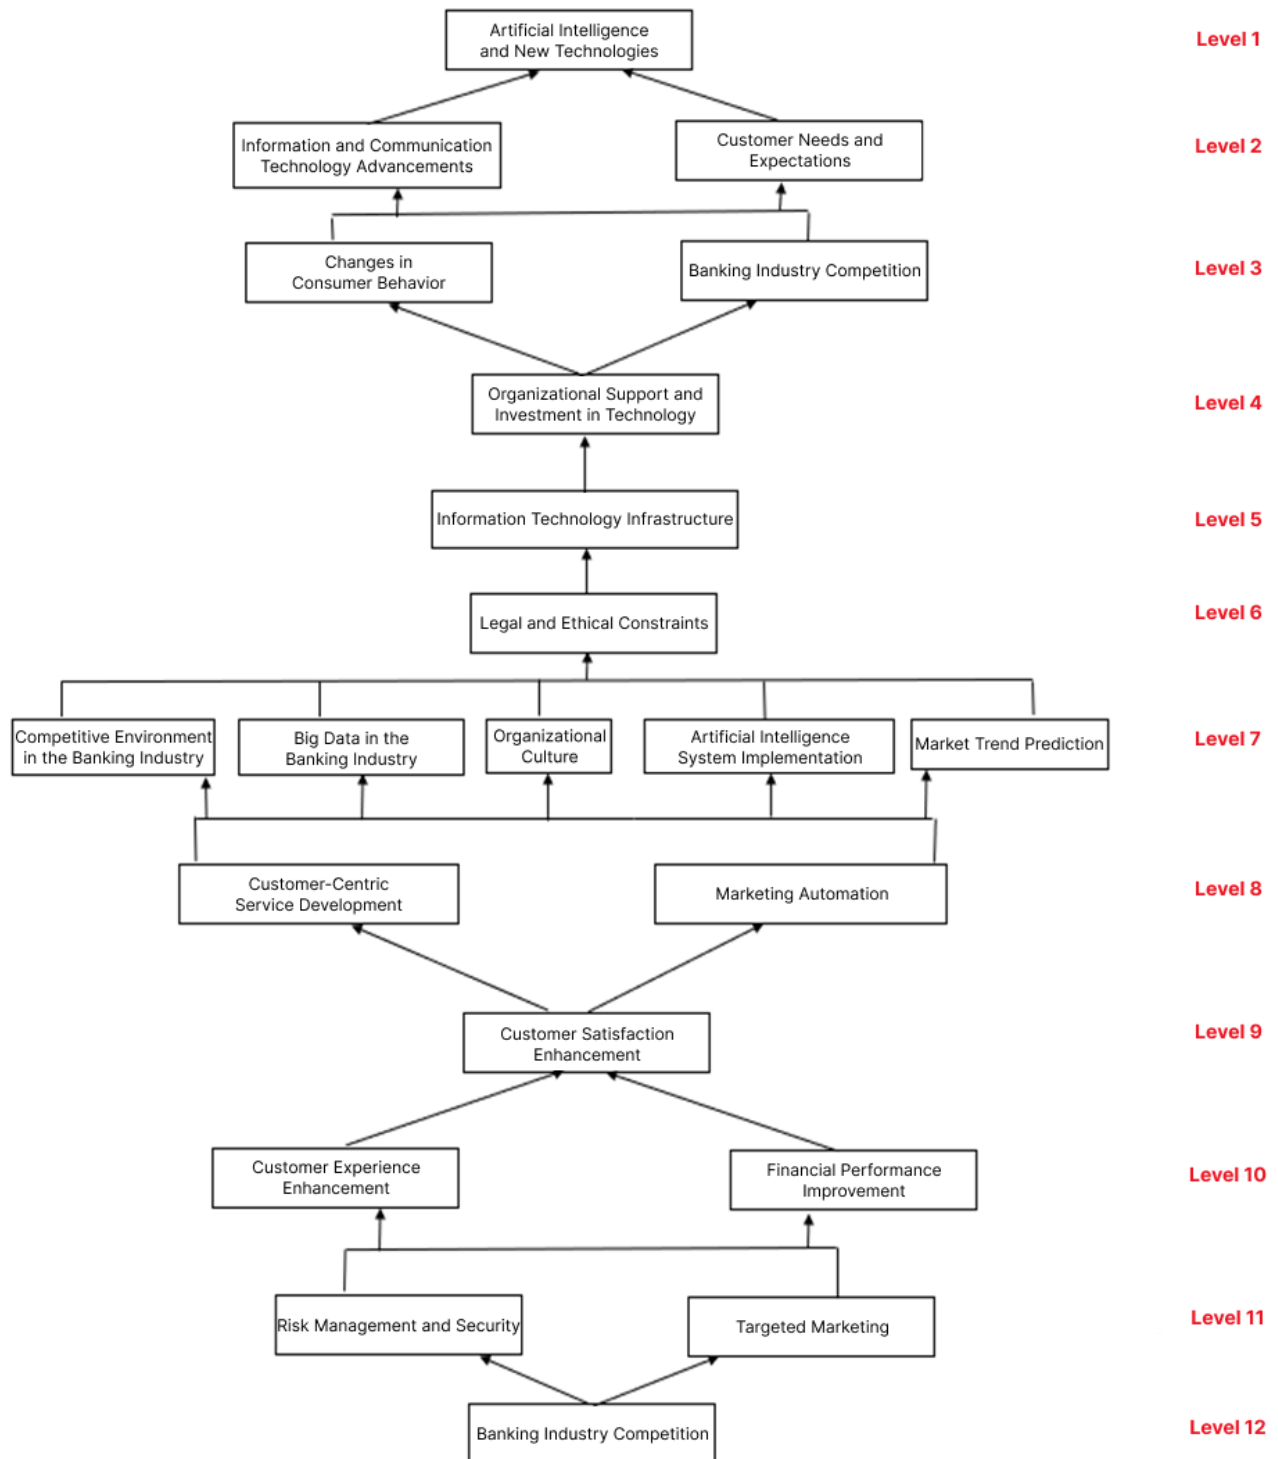 Artificial Intelligence
and New Technologies
Level 1
Information and Communication
Technology Advancements
Customer Needs and
Expectations
Level 2
Changes in
Consumer Behavior
Banking Industry Competition
Level 3
Organizational Support and
Investment in Technology
Level 4
Information Technology Infrastructure
Level 5
Legal and Ethical Constraints
Level 6
Competitive Environment
in the Banking Industry
Big Data in the
Banking Industry
Organizational
Culture
Artificial Intelligence
System Implementation
Market Trend Prediction
Level 7
Customer-Centric
Service Development
Marketing Automation
Level 8
Customer Satisfaction
Enhancement
Level 9
Customer Experience
Enhancement
Financial Performance
Improvement
Level 10
Risk Management and Security
Targeted Marketing
Level 11
Banking Industry Competition
Level 12